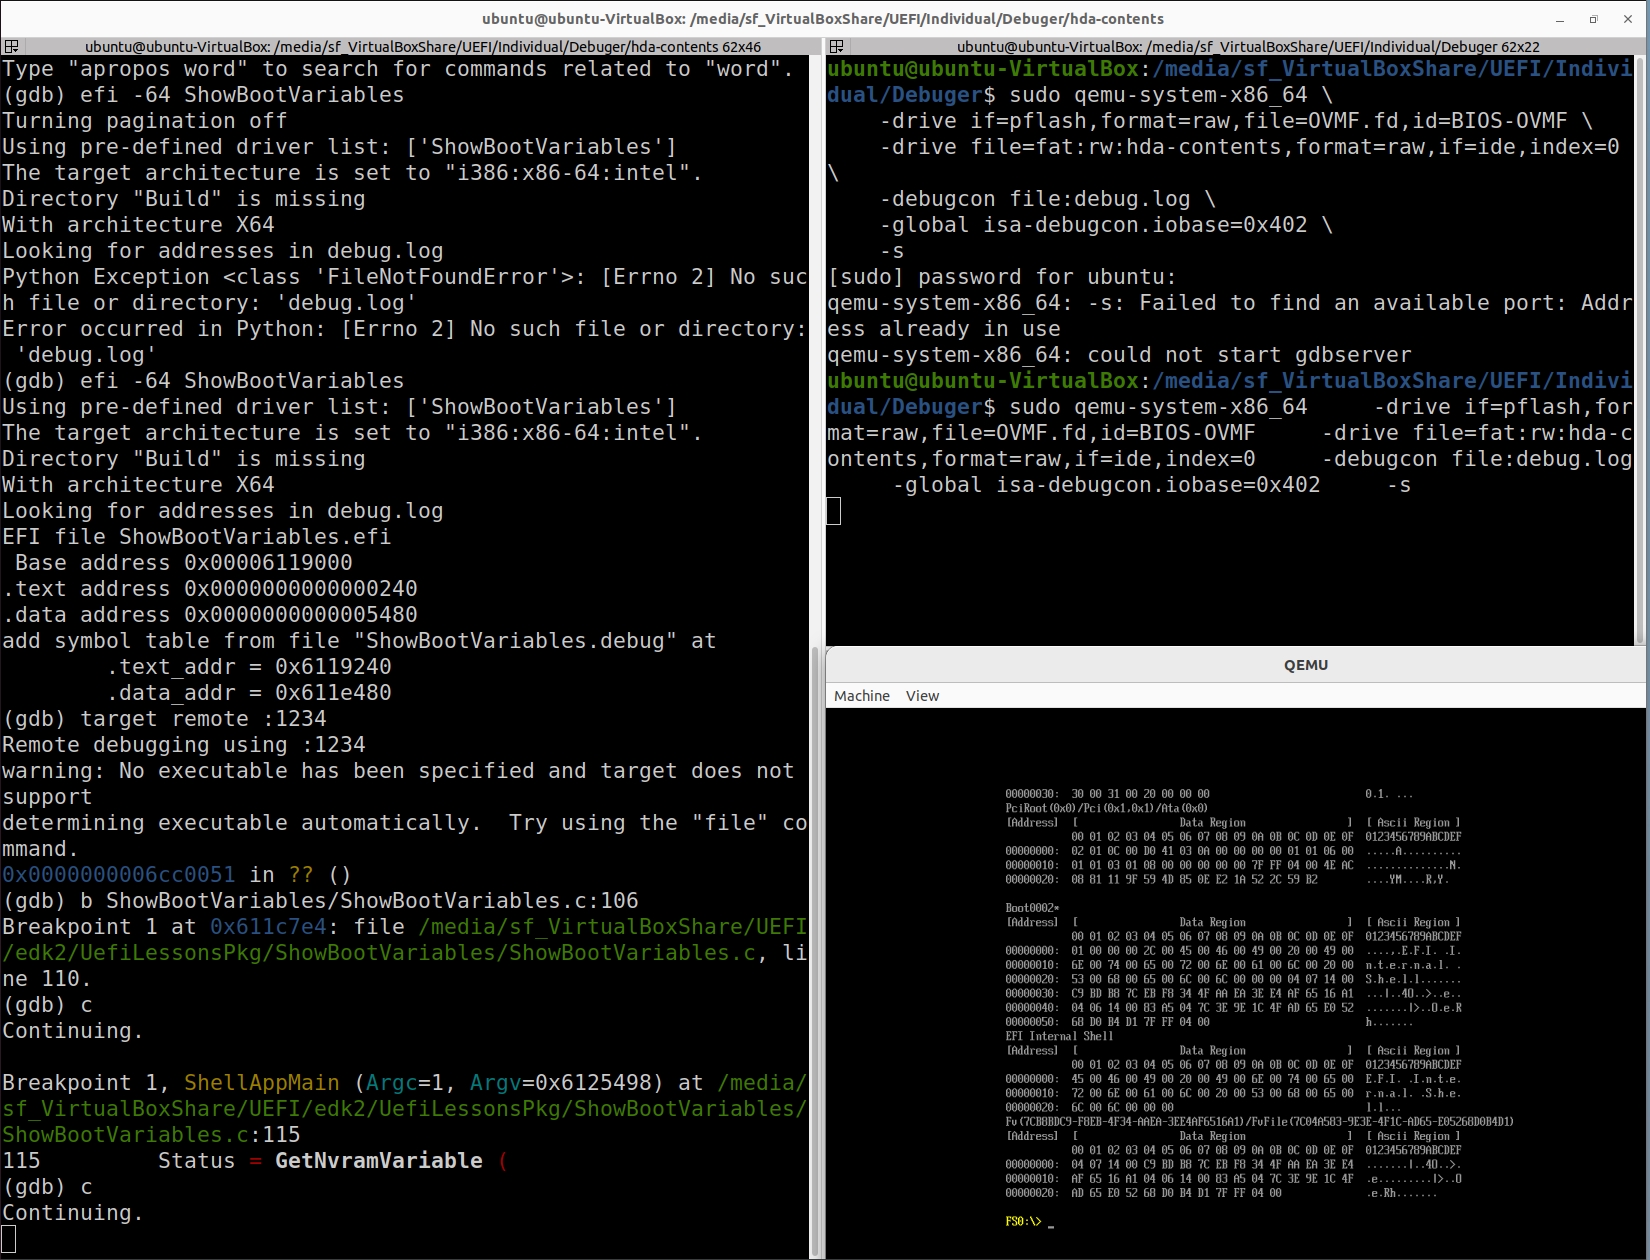 ubuntu@ubuntu-VirtualBox: /media/sf_VirtualBoxShare/UEFI/Individual/Debuger/hda-contents
ubuntu@ubuntu-VirtualBox: /media/sf_VirtualBoxShare/UEFI/Individual/Debuger/hda-contents 62x46
Type "apropos word" to search for commands related to "word".
(gdb) efi -64 ShowBootVariables
Turning pagination off
Using pre-defined driver list: ['ShowBootVariables']
The target architecture is set to "i386:x86-64:intel".
Directory "Build" is missing
With architecture X64
Looking for addresses in debug.log
Python Exception <class 'FileNotFoundError'>: [Errno 2] No suc
h file or directory: 'debug.log'
Error occurred in Python: [Errno 2] No such file or directory:
 'debug.log'
(gdb) efi -64 ShowBootVariables
Using pre-defined driver list: ['ShowBootVariables']
The target architecture is set to "i386:x86-64:intel".
Directory "Build" is missing
With architecture X64
Looking for addresses in debug.log
EFI file ShowBootVariables.efi
 Base address 0x00006119000
.text address 0x0000000000000240
.data address 0x0000000000005480
add symbol table from file "ShowBootVariables.debug" at
        .text_addr = 0x6119240
        .data_addr = 0x611e480
(gdb) target remote :1234
Remote debugging using :1234
warning: No executable has been specified and target does not
support
determining executable automatically.  Try using the "file" co
mmand.
0x0000000006cc0051 in ?? ()
(gdb) b ShowBootVariables/ShowBootVariables.c:106
Breakpoint 1 at 0x611c7e4: file /media/sf_VirtualBoxShare/UEFI
/edk2/UefiLessonsPkg/ShowBootVariables/ShowBootVariables.c, li
ne 110.
(gdb) c
Continuing.
Breakpoint 1, ShellAppMain (Argc=1, Argv=0x6125498) at /media/
sf_VirtualBoxShare/UEFI/edk2/UefiLessonsPkg/ShowBootVariables/
ShowBootVariables.c:115
115         Status = GetNvramVariable (
(gdb) c
Continuing.
ubuntu@ubuntu-VirtualBox: /media/sf_VirtualBoxShare/UEFI/Individual/Debuger 62x22
ubuntu@ubuntu-VirtualBox:/media/sf_VirtualBoxShare/UEFI/Indivi
dual/Debuger$ sudo qemu-system-x86_64 \
    -drive if=pflash,format=raw,file=OVMF.fd,id=BIOS-OVMF \
    -drive file=fat:rw:hda-contents,format=raw,if=ide,index=0
\
    -debugcon file:debug.log \
    -global isa-debugcon.iobase=0x402 \
    -s
[sudo] password for ubuntu:
qemu-system-x86_64: -s: Failed to find an available port: Addr
ess already in use
qemu-system-x86_64: could not start gdbserver
ubuntu@ubuntu-VirtualBox:/media/sf_VirtualBoxShare/UEFI/Indivi
dual/Debuger$ sudo qemu-system-x86_64     -drive if=pflash,for
mat=raw,file=OVMF.fd,id=BIOS-OVMF     -drive file=fat:rw:hda-c
ontents,format=raw,if=ide,index=0     -debugcon file:debug.log
     -global isa-debugcon.iobase=0x402     -s
QEMU
Machine View
00000030: 30 00 31 00 20 00 00 00 0.1. ...
PciRoot(0x0)/Pci(0x1,0x1)/Ata(0x0)
[Address] [ Data Region ] [ Ascii Region ]
00 01 02 03 04 05 06 07 08 09 0A 0B 0C 0D 0E 0F 0123456789ABCDEF
00000000: 02 01 0C 00 D0 41 03 0A 00 00 00 00 01 01 06 00 .....A..........
00000010: 01 01 03 01 08 00 00 00 00 00 7F FF 04 00 4E AC ..............N.
00000020: 08 81 11 9F 59 4D 85 0E E2 1A 52 2C 59 B2 ....YM....R,Y.
Boot0002*
[Address] [ Data Region ] [ Ascii Region ]
00 01 02 03 04 05 06 07 08 09 0A 0B 0C 0D 0E 0F 0123456789ABCDEF
00000000: 01 00 00 00 2C 00 45 00 46 00 49 00 20 00 49 00 ....,.E.F.I. .I.
00000010: 6E 00 74 00 65 00 72 00 6E 00 61 00 6C 00 20 00 n.t.e.r.n.a.l. .
00000020: 53 00 68 00 65 00 6C 00 6C 00 00 00 04 07 14 00 S.h.e.l.l.......
00000030: C9 BD B8 7C EB F8 34 4F AA EA 3E E4 AF 65 16 A1 ...|..4O..>..e..
00000040: 04 06 14 00 83 A5 04 7C 3E 9E 1C 4F AD 65 E0 52 .......|>..O.e.R
00000050: 68 D0 B4 D1 7F FF 04 00 h.......
EFI Internal Shell
[Address] [ Data Region ] [ Ascii Region ]
00 01 02 03 04 05 06 07 08 09 0A 0B 0C 0D 0E 0F 0123456789ABCDEF
00000000: 45 00 46 00 49 00 20 00 49 00 6E 00 74 00 65 00 E.F.I. .I.n.t.e.
00000010: 72 00 6E 00 61 00 6C 00 20 00 53 00 68 00 65 00 r.n.a.l. .S.h.e.
00000020: 6C 00 6C 00 00 00 l.l...
Fv(7CB8BDC9-F8EB-4F34-AAEA-3EE4AF6516A1)/FvFile(7C04A583-9E3E-4F1C-AD65-E05268D0B4D1)
[Address] [ Data Region ] [ Ascii Region ]
00 01 02 03 04 05 06 07 08 09 0A 0B 0C 0D 0E 0F 0123456789ABCDEF
00000000: 04 07 14 00 C9 BD B8 7C EB F8 34 4F AA EA 3E E4 .......|..4O..>.
00000010: AF 65 16 A1 04 06 14 00 83 A5 04 7C 3E 9E 1C 4F .e.........|>..O
00000020: AD 65 E0 52 68 D0 B4 D1 7F FF 04 00 .e.Rh.......
FS0:\> _